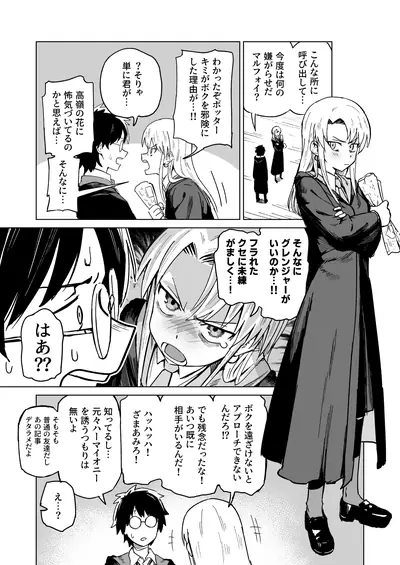 こんな所に
呼び出して…
今度は何の
嫌がらせだ
マルフォイ？
わかったぞポッター
キミがボクを邪険に
した理由が…!!
？そりゃ
単に君が…
高嶺の花に
怖気づいてるの
かと思えば…
そんなに…
そんなに
グレンジャーが
いいのか…!!
フラれた
クセに未練
がましく…！
はあ??
ボクを遠ざけないと
アプローチできない
んだろ!?
でも残念だったな！
あいつ既に
相手がいるんだ！
ハッハッハ！
ざまあみろ！
知ってるし…
元々ハーマイオニー
を誘うつもりは
無いよ
そもそも
普通の友達だし
あの記事
デタラメだよ
え…？